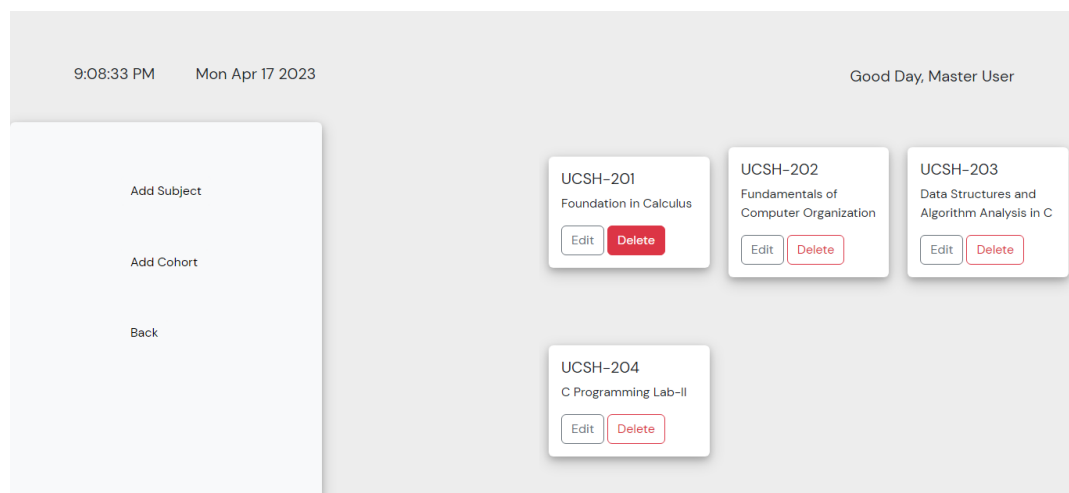 9:08:33 PM Mon Apr 17 2023
Good Day, Master User
Add Subject
Add Cohort
Back
UCSH-201
Foundation in Calculus
Edit Delete
UCSH-202
Fundamentals of
Computer Organization
Edit Delete
UCSH-203
Data Structures and
Algorithm Analysis in C
Edit Delete
UCSH-204
C Programming Lab-II
Edit Delete